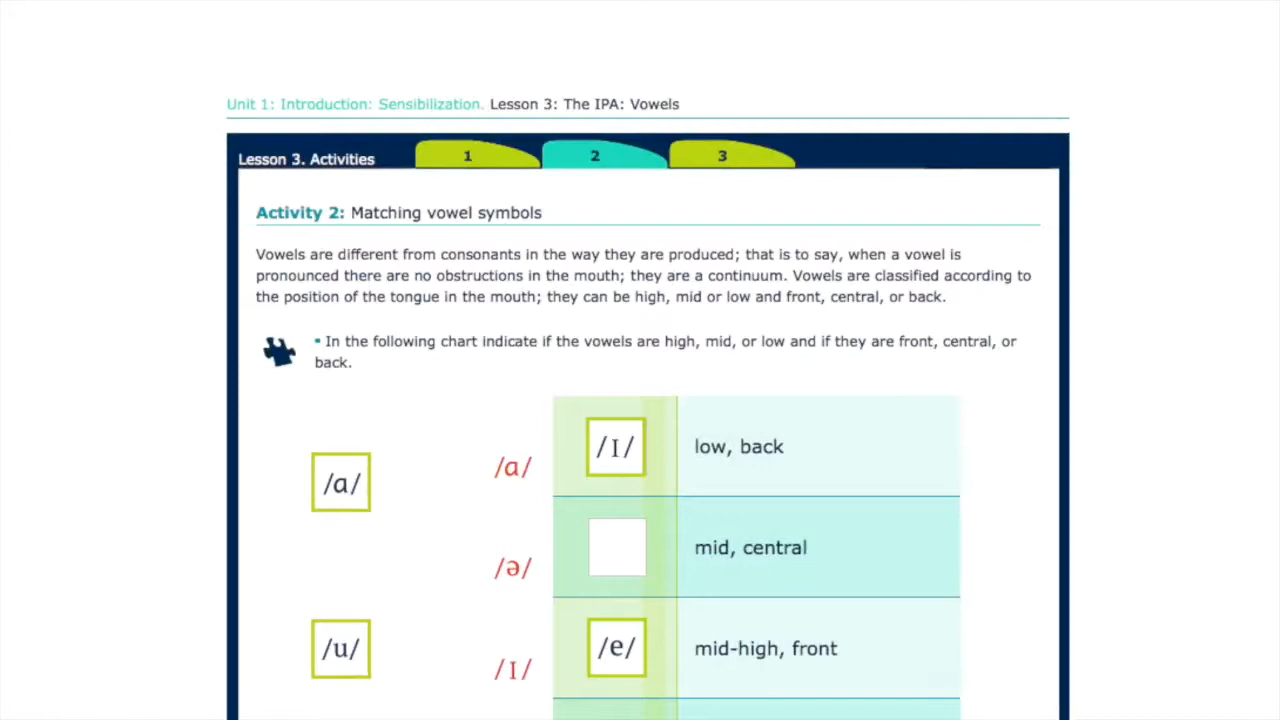 Unit 1: Introduction: Sensibilization. Lesson 3: The IPA: Vowels
Lesson 3. Activities 1 2 3
Activity 2: Matching vowel symbols
Vowels are different from consonants in the way they are produced; that is to say, when a vowel is
pronounced there are no obstructions in the mouth; they are a continuum. Vowels are classified according to
the position of the tongue in the mouth; they can be high, mid or low and front, central, or back.
▪ In the following chart indicate if the vowels are high, mid, or low and if they are front, central, or
back.
/ɑ/ /ɪ/ low, back
/ɑ/
/ə/ mid, central
/u/ /ɪ/ /e/ mid-high, front